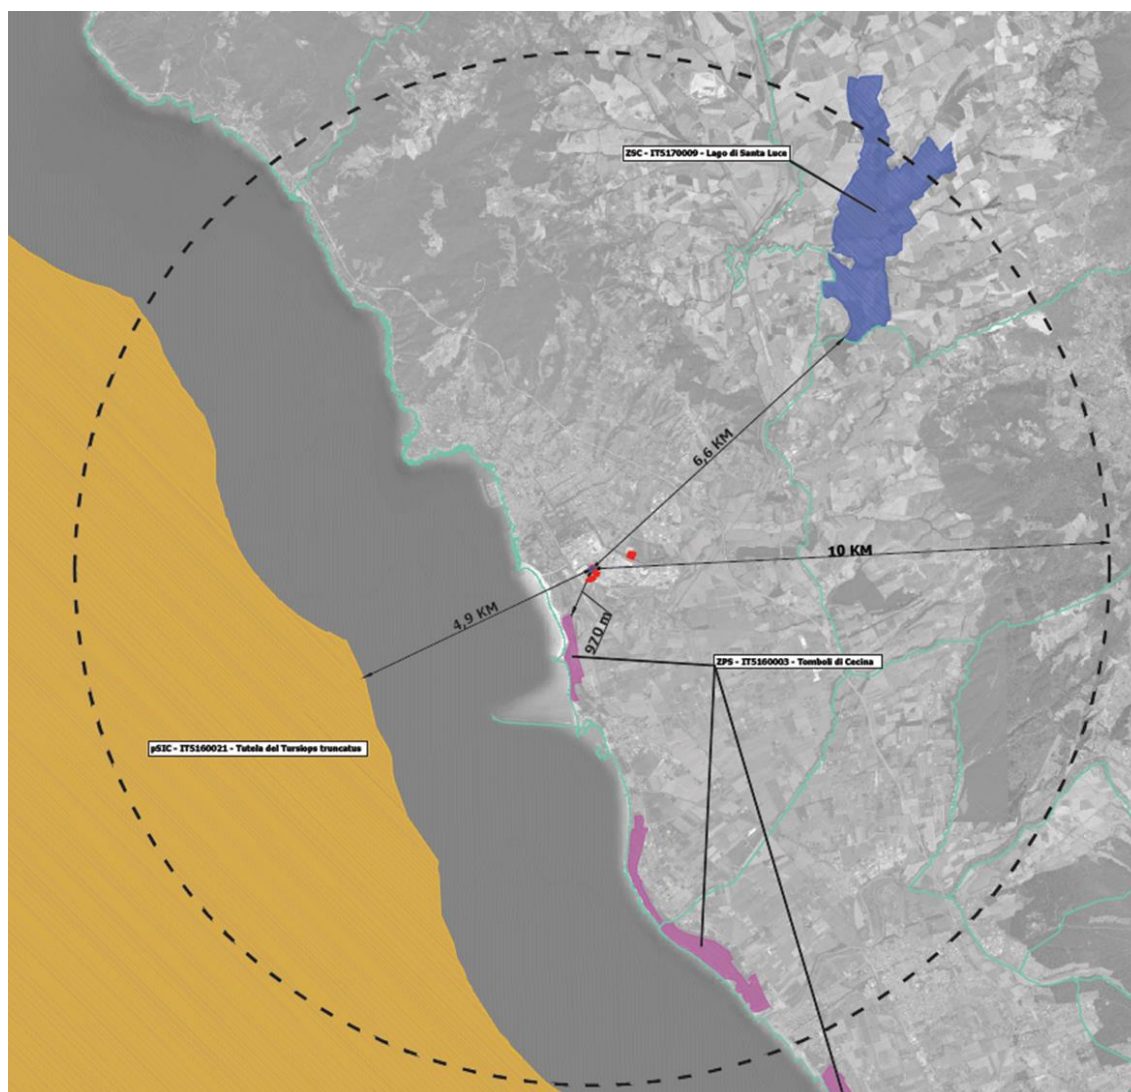 ZSC - IT5170009 - Lago di Santa Luce
6,6 KM
10 KM
4,9 KM
970 m
ZPS - IT5160003 - Tomboli di Cecina
pSIC - IT5160021 - Tutela del Tursiops truncatus